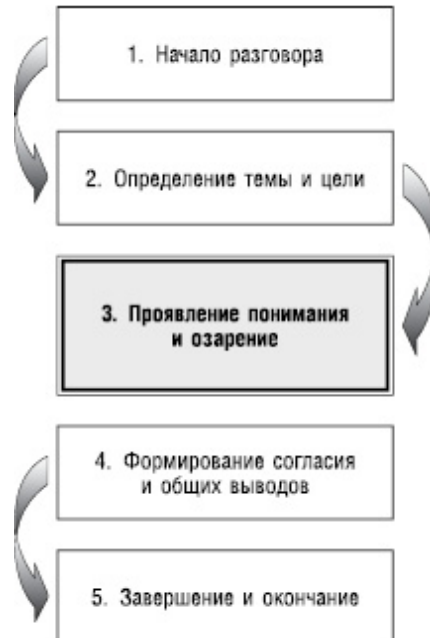 1. Начало разговора
2. Определение темы и цели
3. Проявление понимания
и озарение
4. Формирование согласия
и общих выводов
5. Завершение и окончание